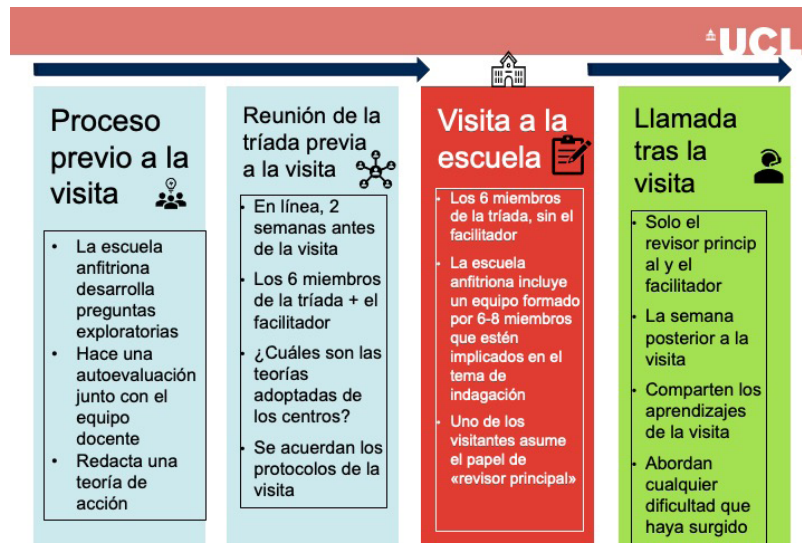 UCL
Proceso
previo a la
visita
• La escuela
anfitriona
desarrolla
preguntas
exploratorias
• Hace una
autoevaluación
junto con el
equipo
docente
• Redacta una
teoría de
acción
Reunión de la
tríada previa
a la visita
• En línea, 2
semanas antes
de la visita
• Los 6 miembros
de la tríada + el
facilitador
• ¿Cuáles son las
teorías
adoptadas de
los centros?
• Se acuerdan los
protocolos de la
visita
Visita a la
escuela
• Los 6 miembros
de la tríada, sin el
facilitador
• La escuela
anfitriona incluye
un equipo formado
por 6-8 miembros
que estén
implicados en el
tema de
indagación
• Uno de los
visitantes asume
el papel de
«revisor principal»
Llamada
tras la
visita
• Solo el
revisor princip
al y el
facilitador
• La semana
posterior a la
visita
• Comparten los
aprendizajes
de la visita
• Abordan
cualquier
dificultad que
haya surgido